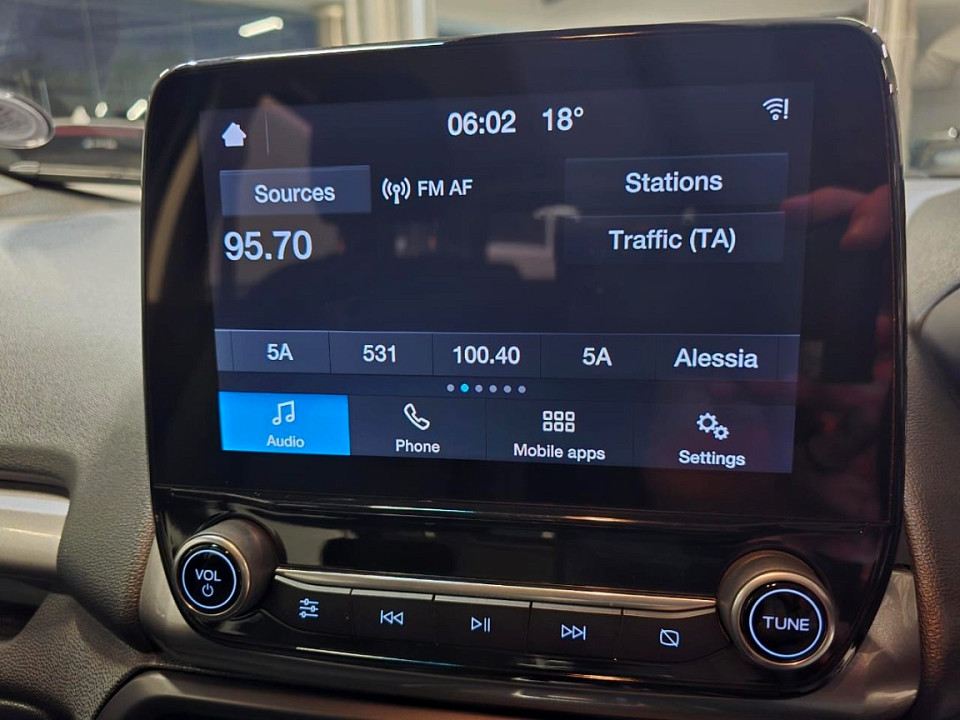 06:02 18°
Sources FM AF Stations
95.70 Traffic (TA)
5A 531 100.40 5A Alessia
Audio Phone Mobile apps Settings
VOL TUNE